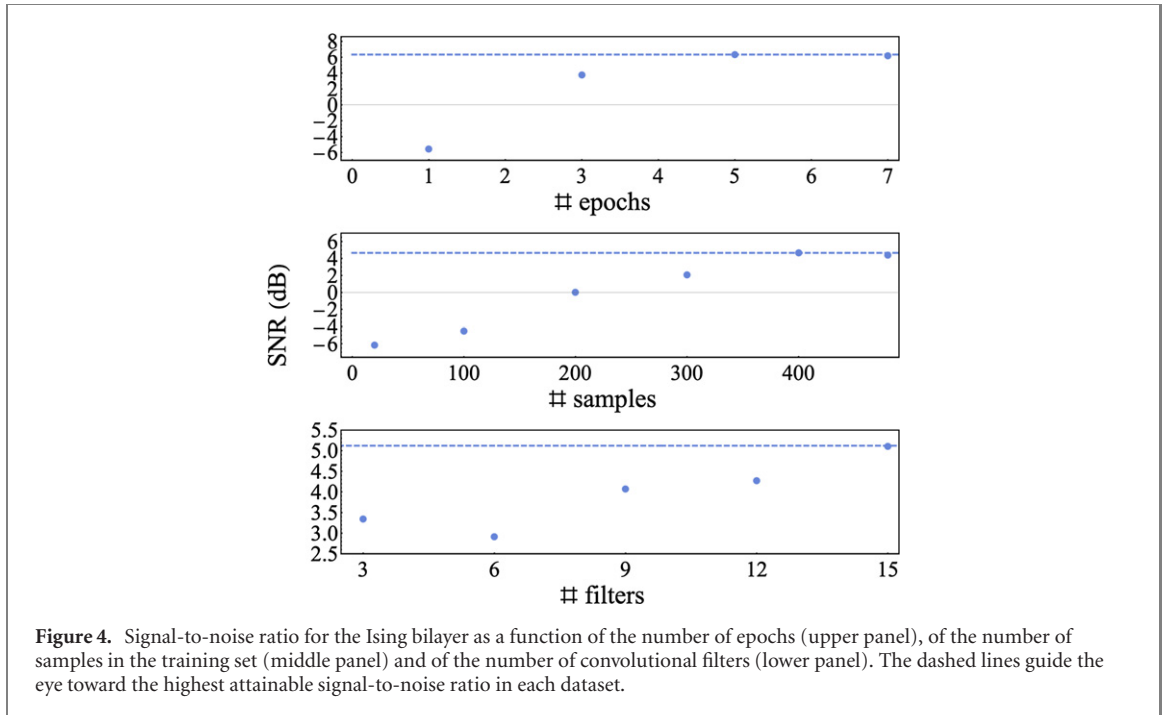 8
6
4
2
0
−2
−4
−6
0 1 2 3 4 5 6 7
# epochs
SNR (dB)
6
4
2
0
−2
−4
−6
0 100 200 300 400
# samples
5.5
5.0
4.5
4.0
3.5
3.0
2.5
3 6 9 12 15
# filters
Figure 4. Signal-to-noise ratio for the Ising bilayer as a function of the number of epochs (upper panel), of the number of
samples in the training set (middle panel) and of the number of convolutional filters (lower panel). The dashed lines guide the
eye toward the highest attainable signal-to-noise ratio in each dataset.